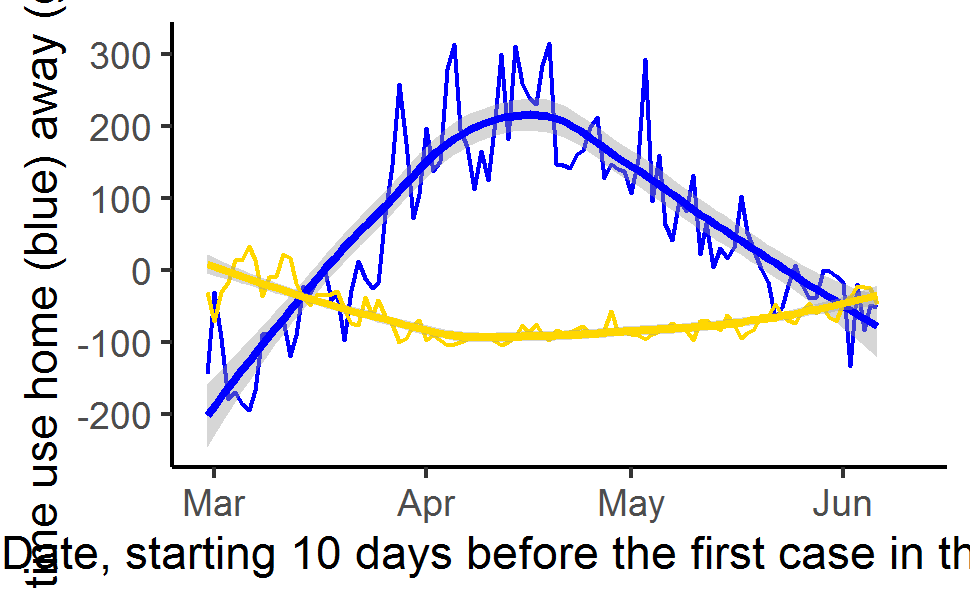 time use home (blue) away (g
300
200
100
0
-100
-200
Mar Apr May Jun
Date, starting 10 days before the first case in th